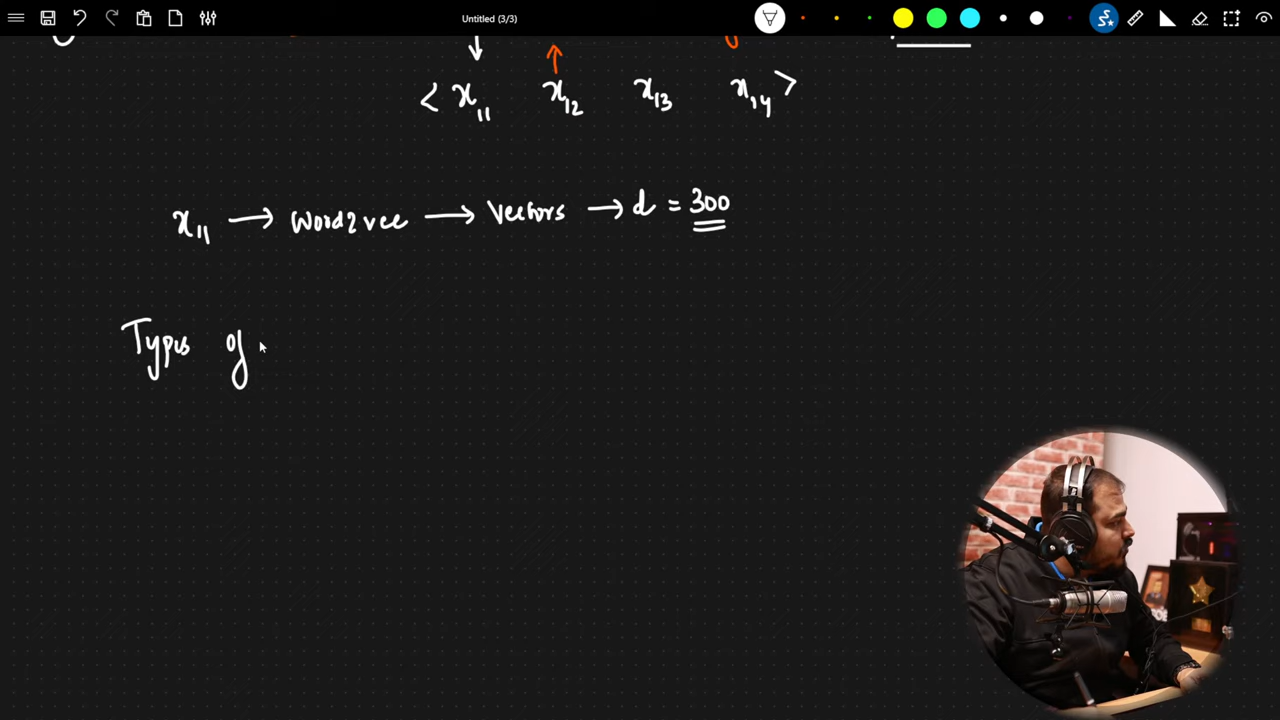 Untitled (3/3)
< x₁₁ x₁₂ x₁₃ x₁₄ >
x₁₁ → Word2vec → Vectors → d = 300
Types of